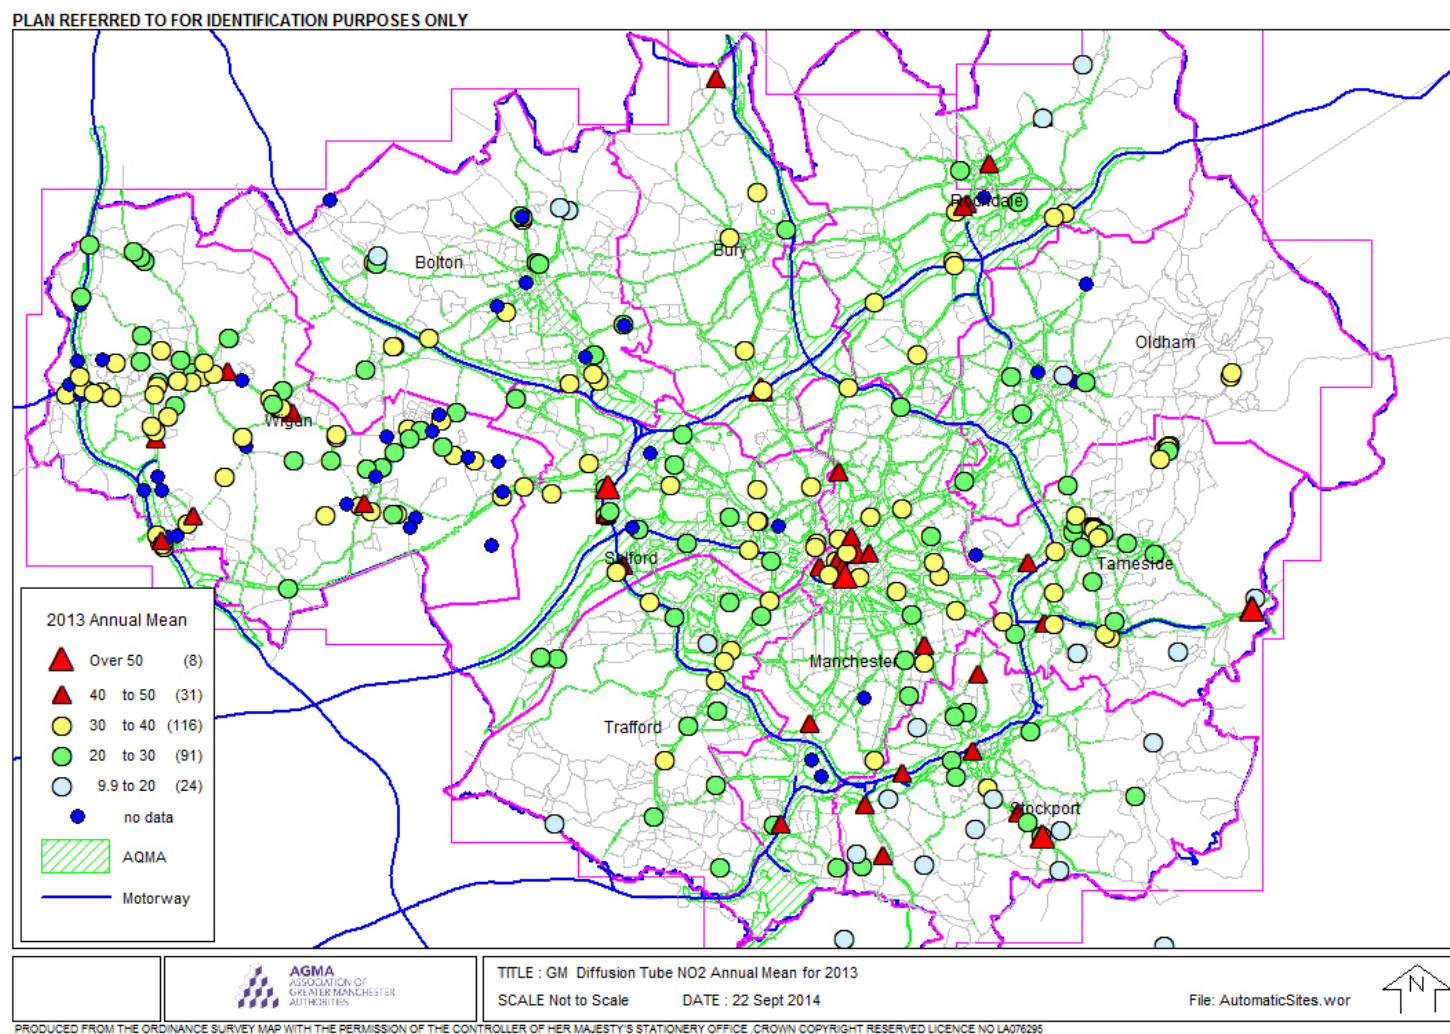 PLAN REFERRED TO FOR IDENTIFICATION PURPOSES ONLY
Rochdale
Bury
Bolton
Oldham
Wigan
Salford
Tameside
Manchester
Trafford
Stockport
2013 Annual Mean
Over 50 (8)
40 to 50 (31)
30 to 40 (116)
20 to 30 (91)
9.9 to 20 (24)
no data
AQMA
Motorway
AGMA
ASSOCIATION OF
GREATER MANCHESTER
AUTHORITIES
TITLE : GM Diffusion Tube NO2 Annual Mean for 2013
SCALE Not to Scale DATE : 22 Sept 2014
File: AutomaticSites.wor
N
PRODUCED FROM THE ORDINANCE SURVEY MAP WITH THE PERMISSION OF THE CONTROLLER OF HER MAJESTY'S STATIONERY OFFICE .CROWN COPYRIGHT RESERVED LICENCE NO LA076295